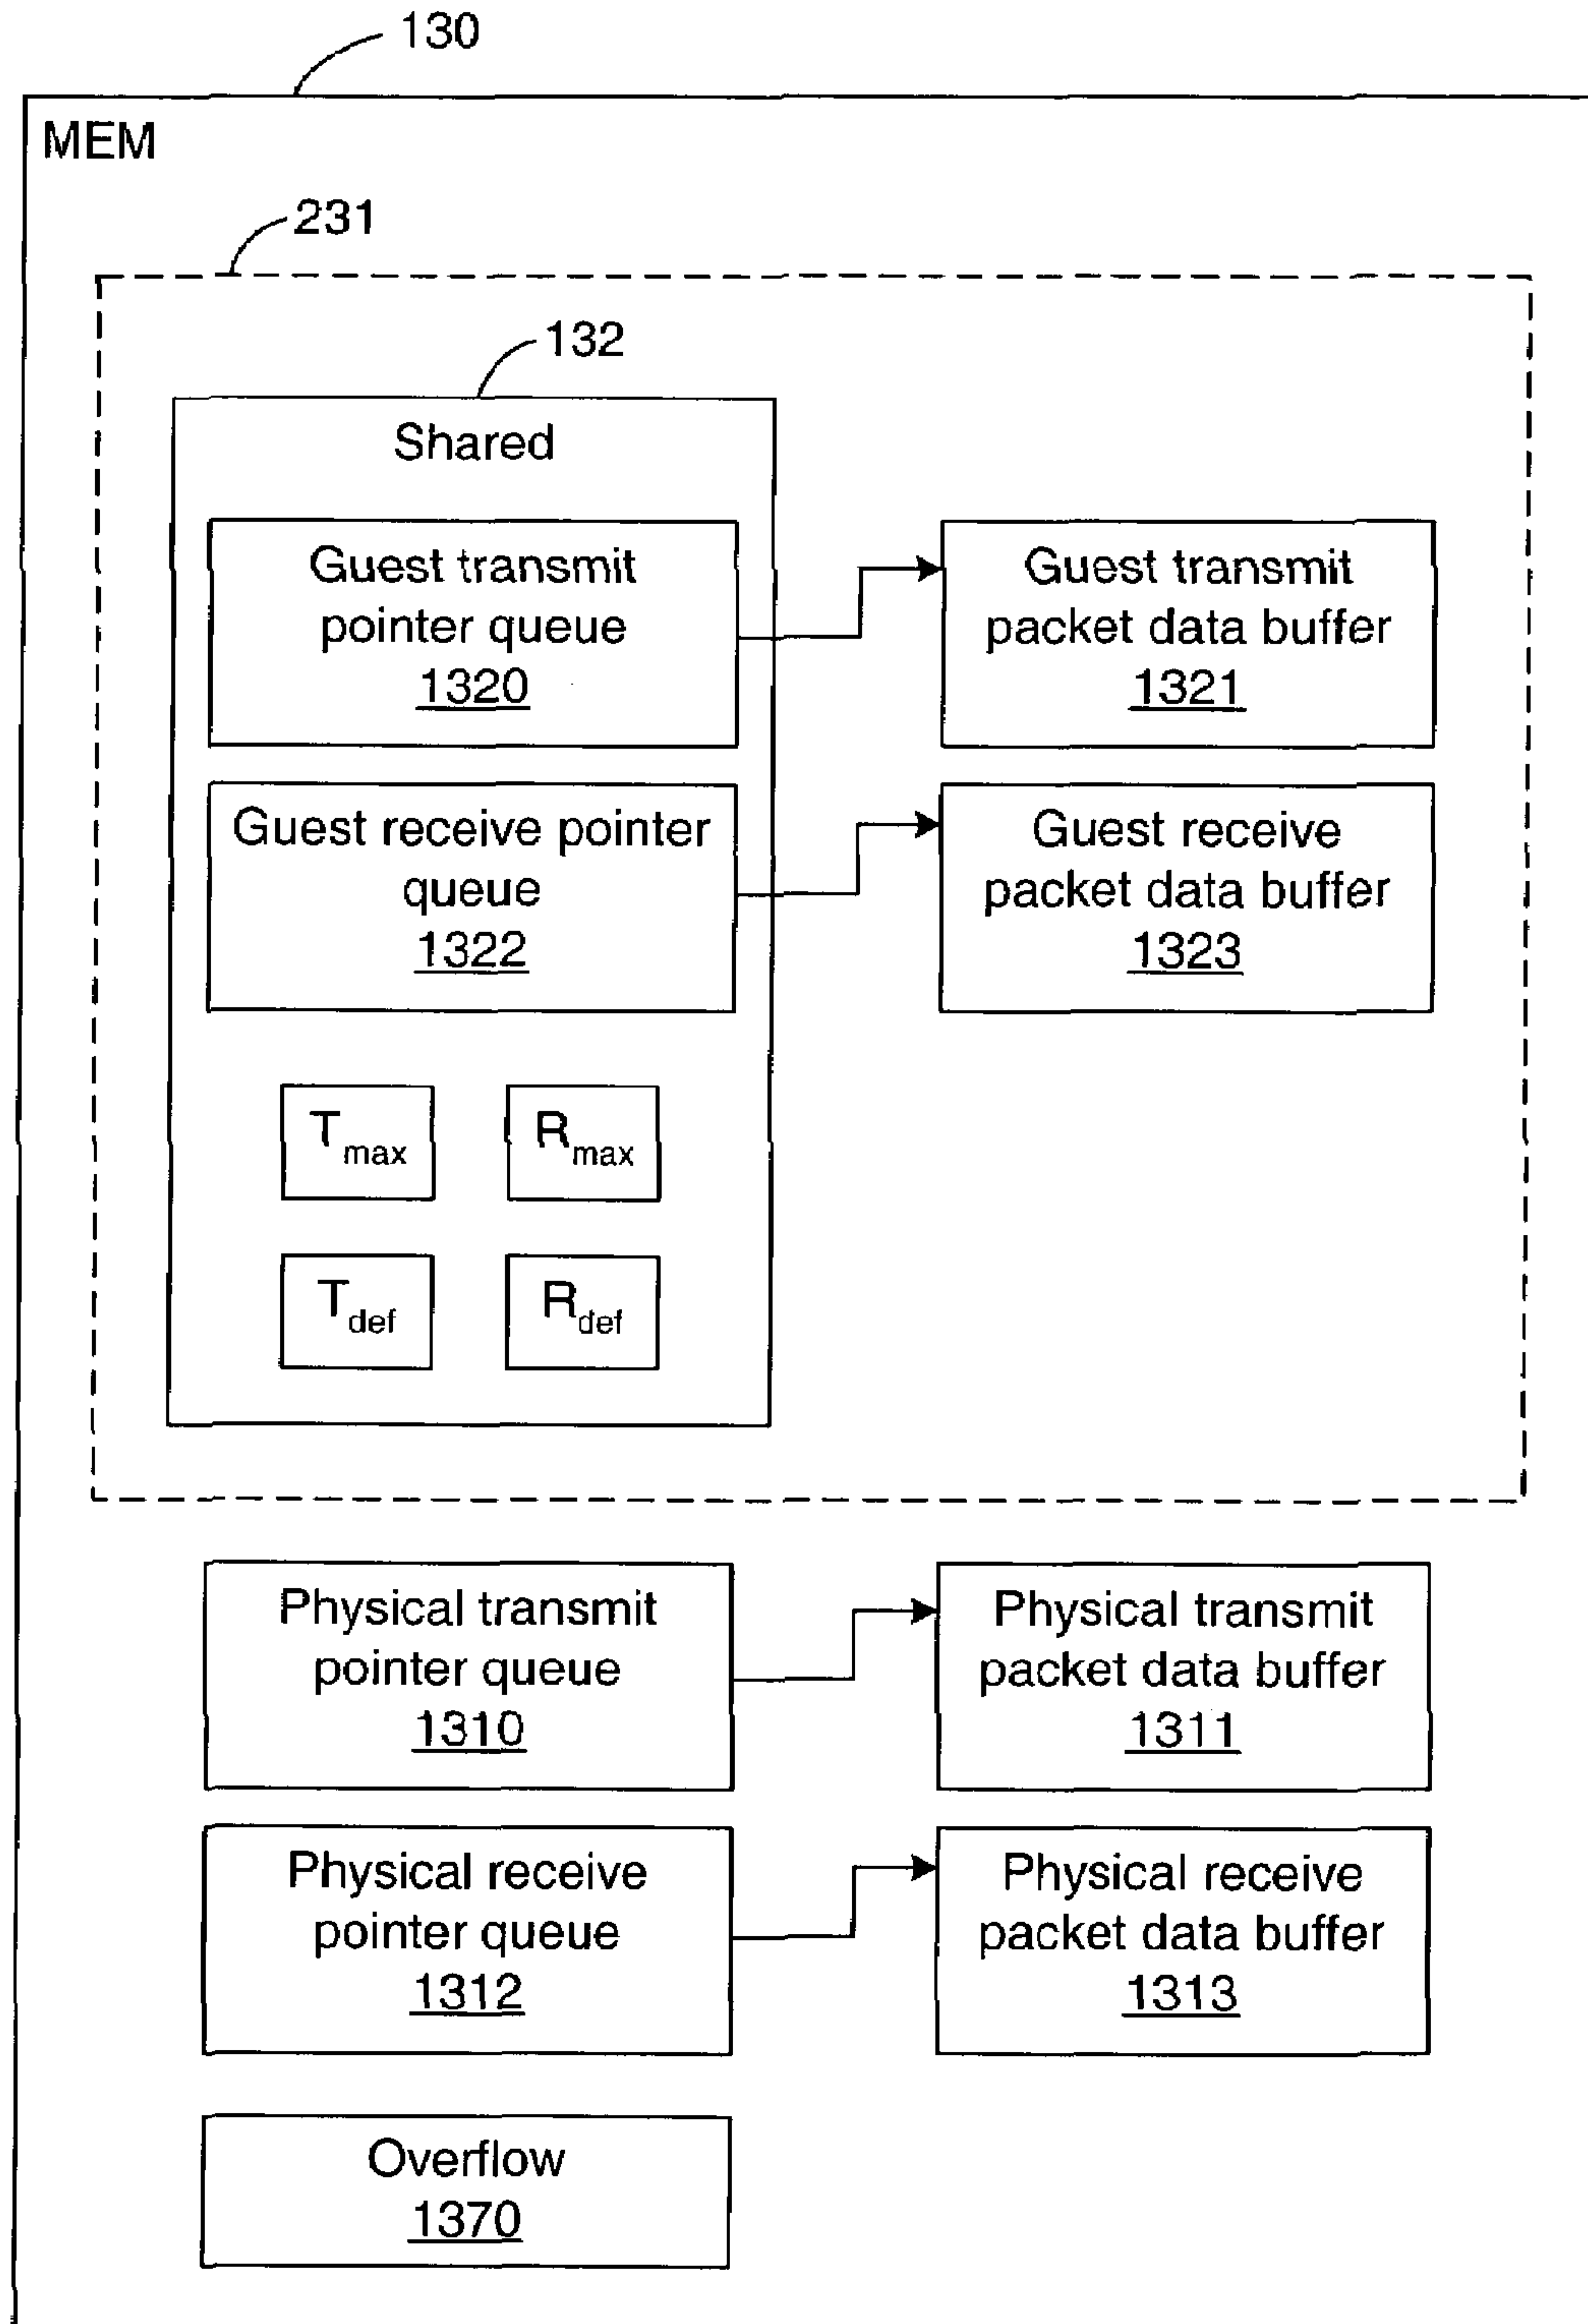 130
MEM
231
132
Shared
Guest transmit
pointer queue
1320
Guest transmit
packet data buffer
1321
Guest receive pointer
queue
1322
Guest receive
packet data buffer
1323
Tmax
Rmax
Tdef
Rdef
Physical transmit
pointer queue
1310
Physical transmit
packet data buffer
1311
Physical receive
pointer queue
1312
Physical receive
packet data buffer
1313
Overflow
1370